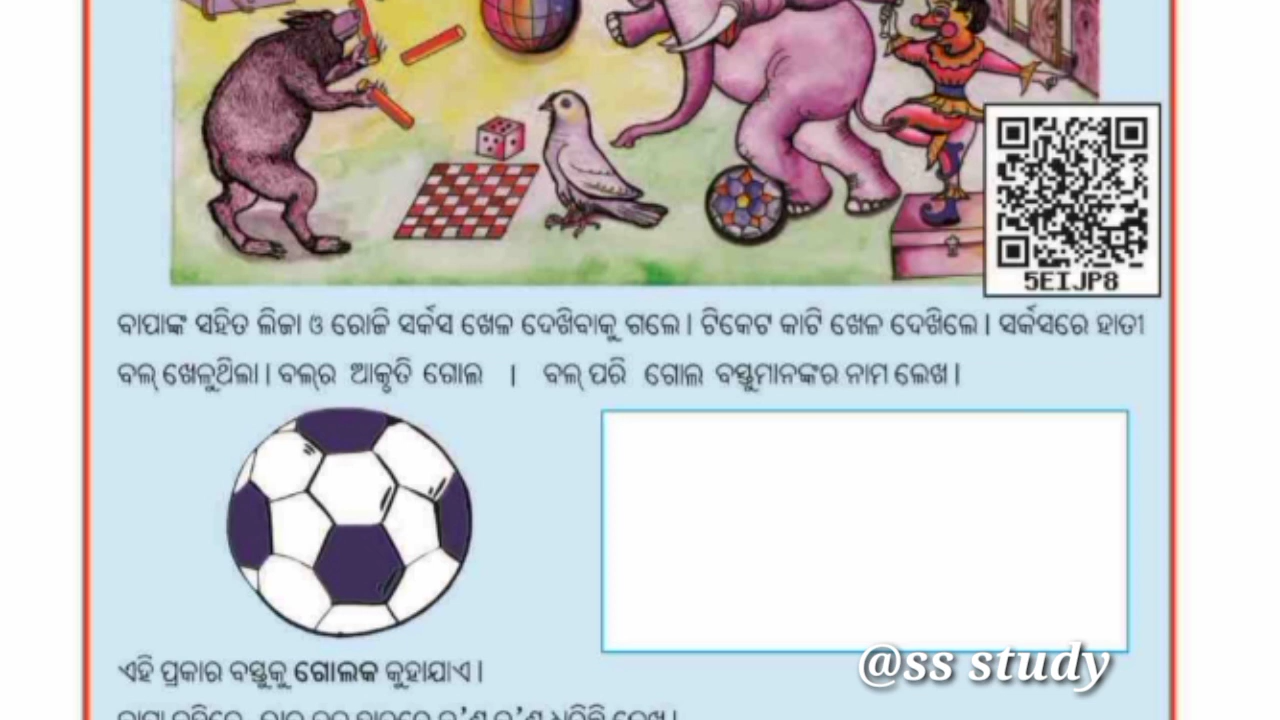 5EIJP8
ବାପାଙ୍କ ସହିତ ଲିଜା ଓ ରୋଜି ସର୍କସ ଖେଳ ଦେଖିବାକୁ ଗଲେ । ଟିକେଟ କାଟି ଖେଳ ଦେଖିଲେ । ସର୍କସରେ ହାତୀ
ବଲ୍ ଖେଳୁଥିଲା । ବଲ୍‌ର ଆକୃତି ଗୋଲ । ବଲ୍ ପରି ଗୋଲ ବସ୍ତୁମାନଙ୍କର ନାମ ଲେଖ ।
ଏହି ପ୍ରକାର ବସ୍ତୁକୁ ଗୋଲକ କୁହାଯାଏ ।
@ss study